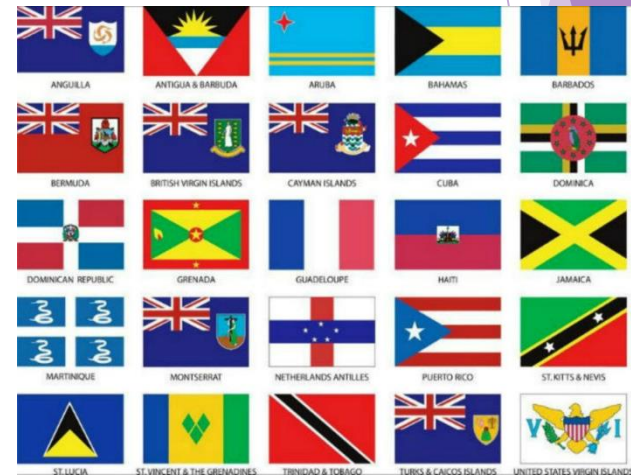 ANGUILLA
ANTIGUA & BARBUDA
ARUBA
BAHAMAS
BARBADOS
BERMUDA
BRITISH VIRGIN ISLANDS
CAYMAN ISLANDS
CUBA
DOMINICA
DOMINICAN REPUBLIC
GRENADA
GUADELOUPE
HAITI
JAMAICA
MARTINIQUE
MONTSERRAT
NETHERLANDS ANTILLES
PUERTO RICO
ST. KITTS & NEVIS
V I
ST. LUCIA
ST. VINCENT & THE GRENADINES
TRINIDAD & TOBAGO
TURKS & CAICOS ISLANDS
UNITED STATES VIRGIN ISLANDS